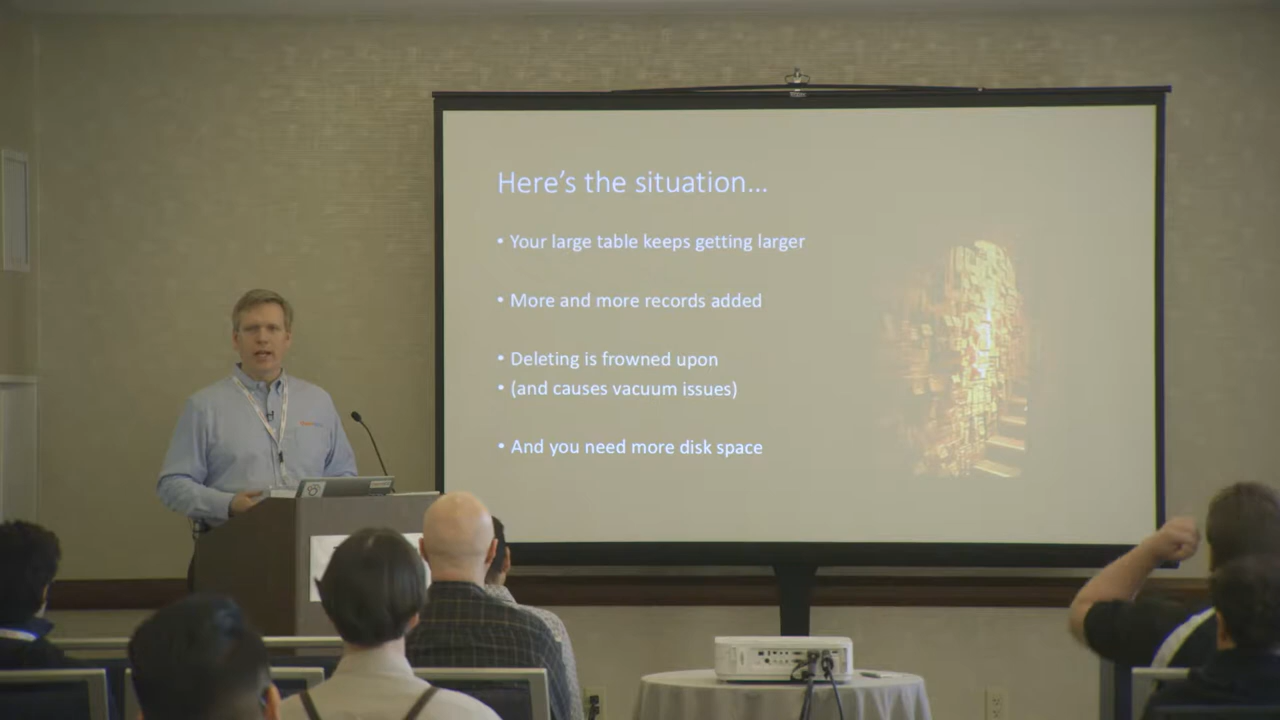 Here's the situation...
• Your large table keeps getting larger
• More and more records added
• Deleting is frowned upon
• (and causes vacuum issues)
• And you need more disk space